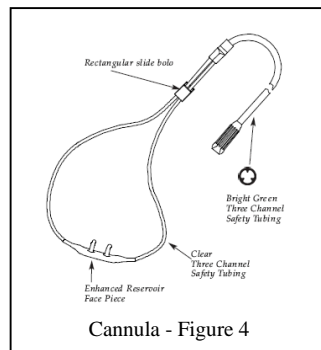 Rectangular slide bolo
Bright Green
Three Channel
Safety Tubing
Clear
Three Channel
Safety Tubing
Enhanced Reservoir
Face Piece
Cannula - Figure 4